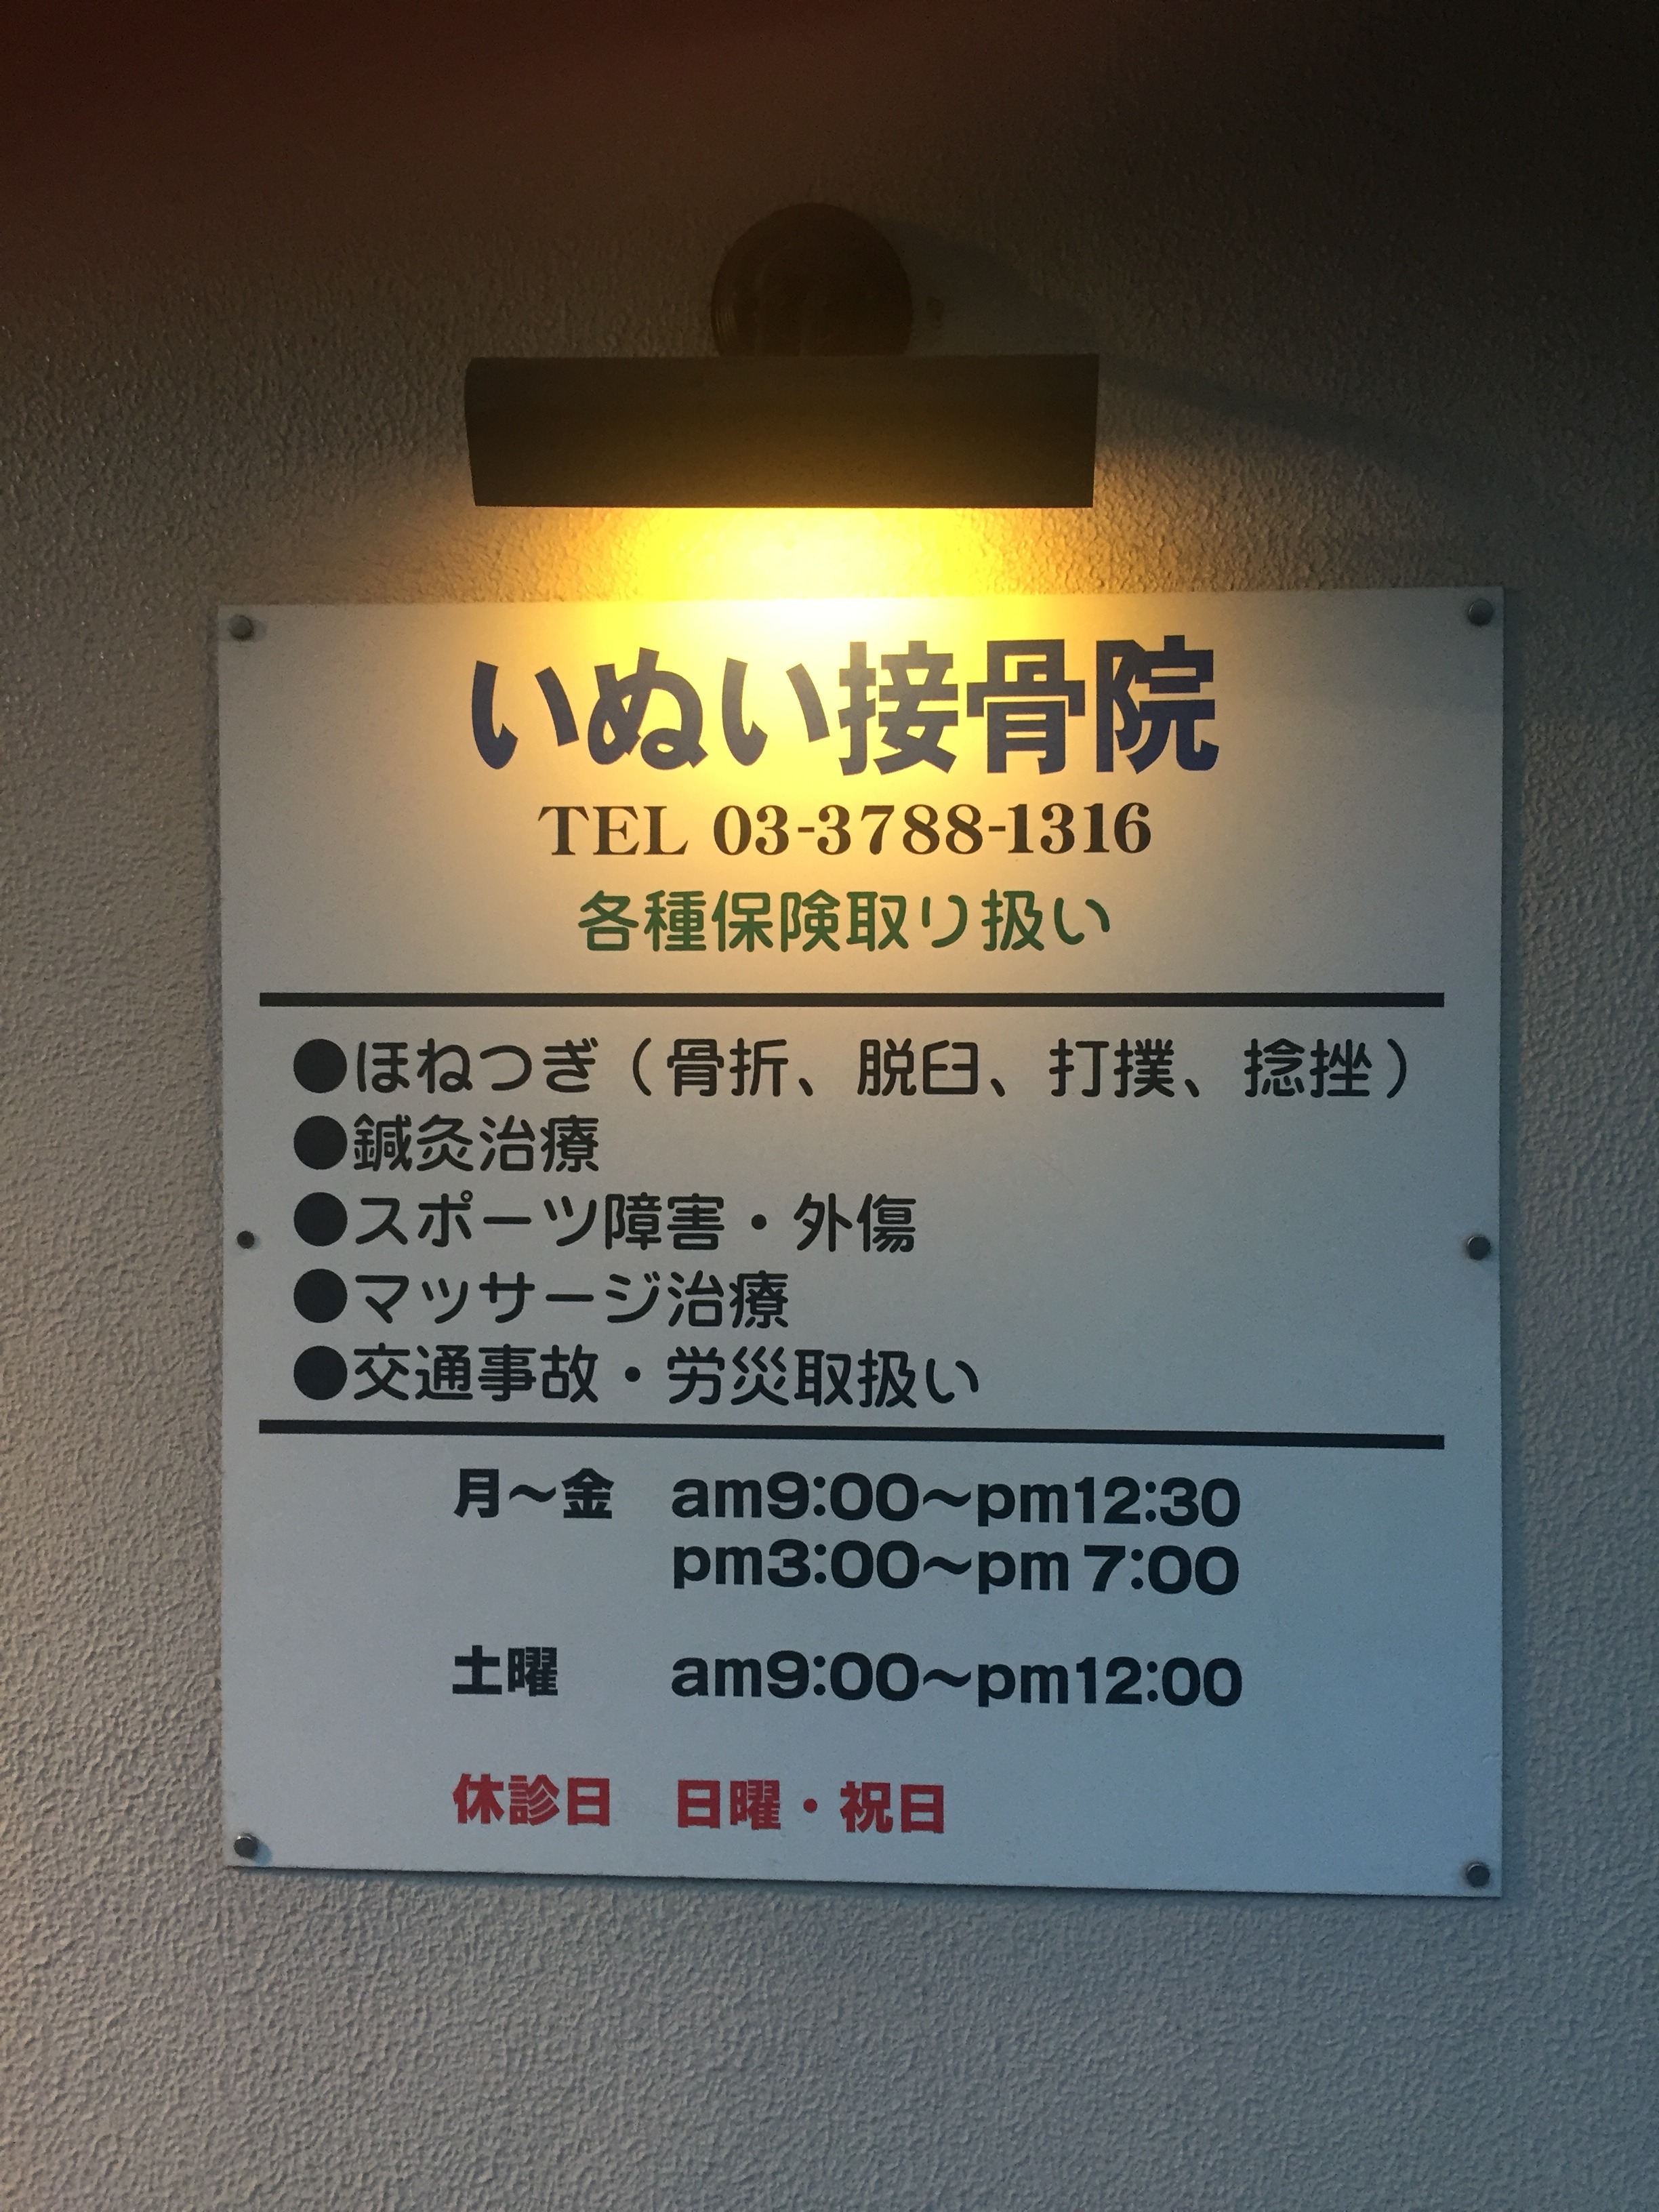 いぬい接骨院
TEL 03-3788-1316
各種保険取り扱い
●ほねつぎ（骨折、脱臼、打撲、捻挫）
●鍼灸治療
●スポーツ障害・外傷
●マッサージ治療
●交通事故・労災取扱い
月〜金 am9:00〜pm12:30
pm3:00〜pm 7:00
土曜 am9:00〜pm12:00
休診日 日曜・祝日